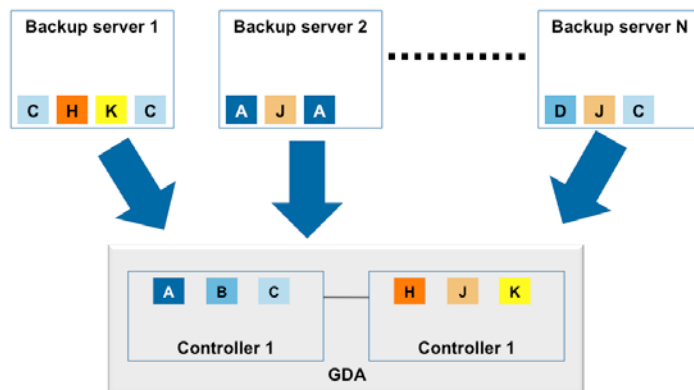 Backup server 1
Backup server 2
Backup server N
C H K C
A J A
D J C
A B C
H J K
Controller 1
Controller 1
GDA